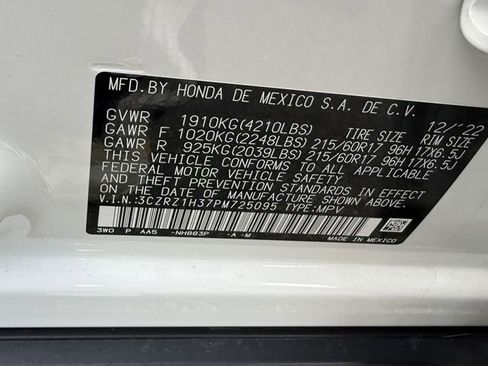 MFD.BY HONDA DE MEXICO S.A. DE C.V.
12/'22
GVWR 1910KG(4210LBS) TIRE SIZE RIM SIZE
GAWR F 1020KG(2248LBS) 215/60R17 96H 17X6.5J
GAWR R 925KG(2039LBS) 215/60R17 96H 17X6.5J
THIS VEHICLE CONFORMS TO ALL APPLICABLE
FEDERAL MOTOR VEHICLE SAFETY, BUMPER, AND
THEFT PREVENTION STANDARDS IN EFFECT ON THE
DATE OF MANUFACTURE SHOWN ABOVE.
V.I.N.:3CZRZ1H37PM725095 TYPE:MPV
3W0 P AA5 -NH883P -A -M-
MADE IN MEXICO